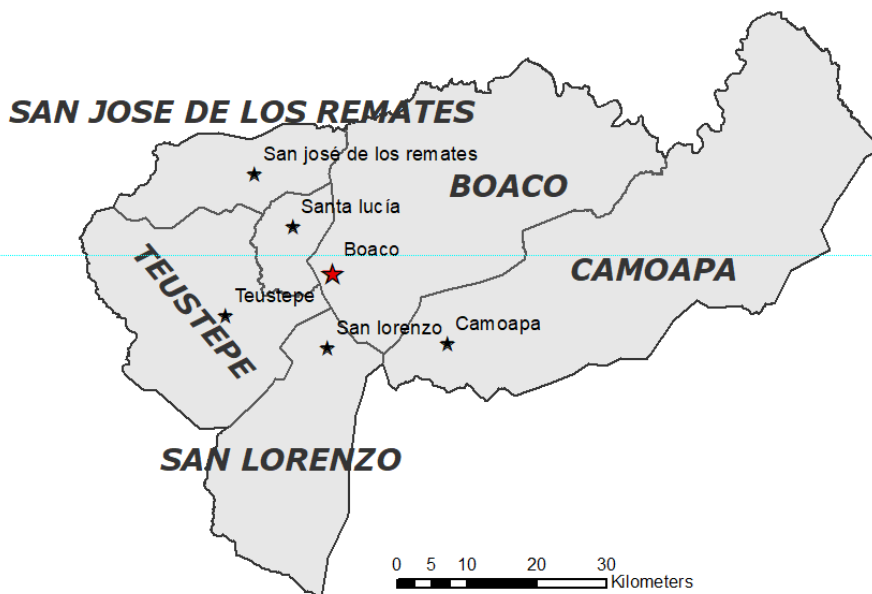 SAN JOSE DE LOS REMATES
San josé de los remates
BOACO
Santa lucía
Boaco
TEUSTEPE
CAMOAPA
Teustepe
San lorenzo
Camoapa
SAN LORENZO
0 5 10 20 30
Kilometers